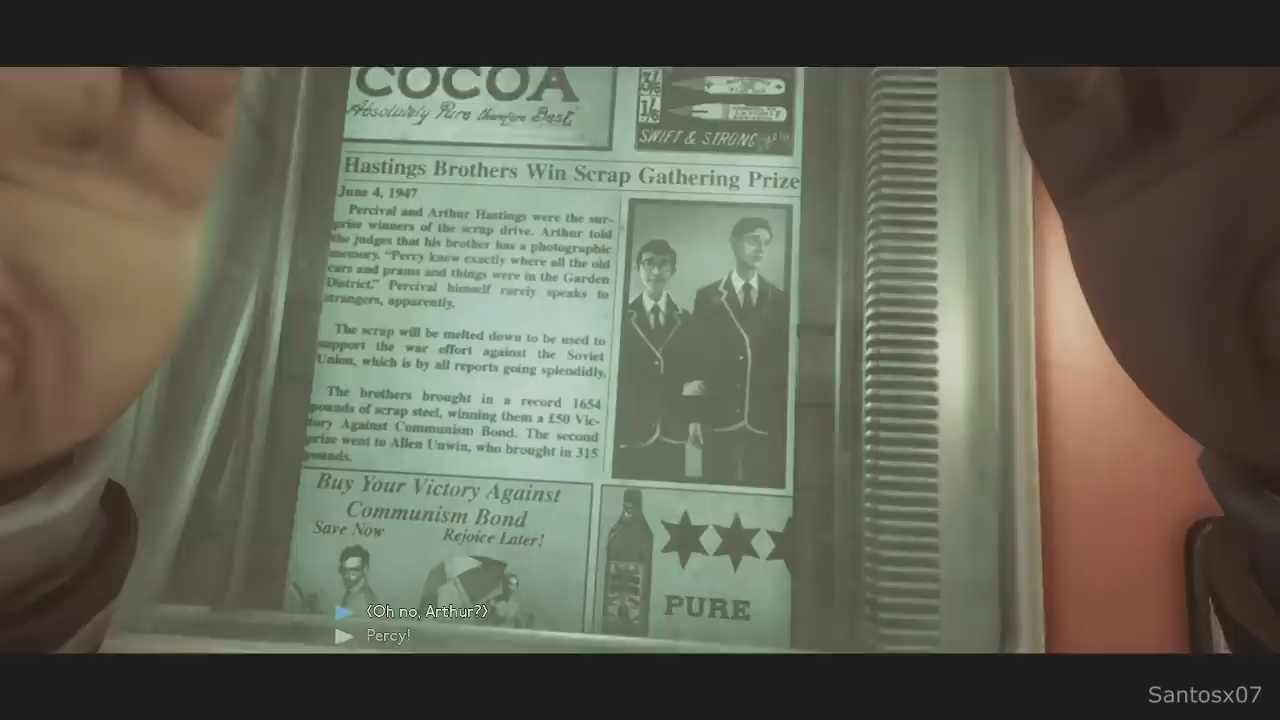 COCOA
Absolutely Pure therefore Best
3/-
1/6
SWIFT & STRONG
Hastings Brothers Win Scrap Gathering Prize
June 4, 1947
Percival and Arthur Hastings were the sur-
prise winners of the scrap drive. Arthur told
the judges that his brother has a photographic
memory. “Percy knew exactly where all the old
cars and prams and things were in the Garden
District.” Percival himself rarely speaks to
strangers, apparently.
The scrap will be melted down to be used to
support the war effort against the Soviet
Union, which is by all reports going splendidly.
The brothers brought in a record 1654
pounds of scrap steel, winning them a £50 Vic-
tory Against Communism Bond. The second
prise went to Allen Unwin, who brought in 315
pounds.
Buy Your Victory Against
Communism Bond
Save Now
Rejoice Later!
PURE
(Oh no, Arthur?)
Percy!
Santosx07